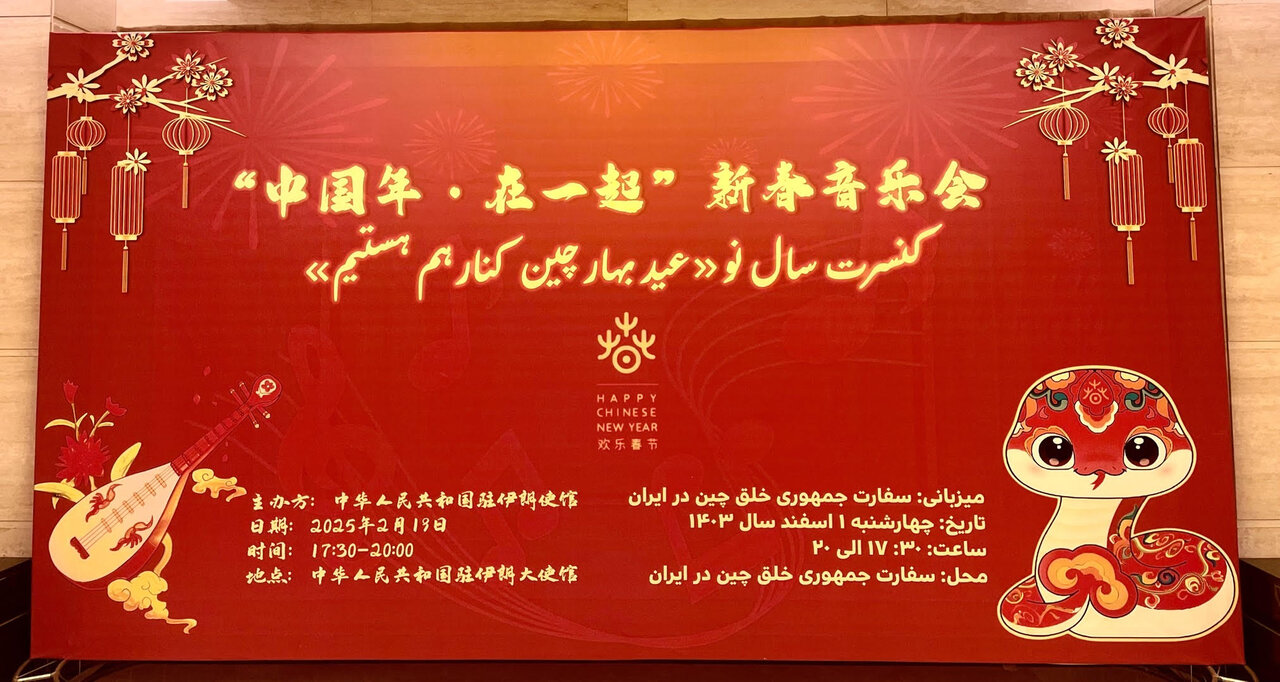 “中国年·在一起”新春音乐会
کنسرت سال نو «عید بهار چین کنار هم هستیم»
HAPPY
CHINESE
NEW YEAR
欢乐春节
主办方: 中华人民共和国驻伊朗使馆
日期: 2025年2月19日
时间: 17:30-20:00
地点: 中华人民共和国驻伊朗大使馆
میزبانی: سفارت جمهوری خلق چین در ایران
تاریخ: چهارشنبه ۱ اسفند سال ۱۴۰۳
ساعت: ۳۰: ۱۷ الی ۲۰
محل: سفارت جمهوری خلق چین در ایران